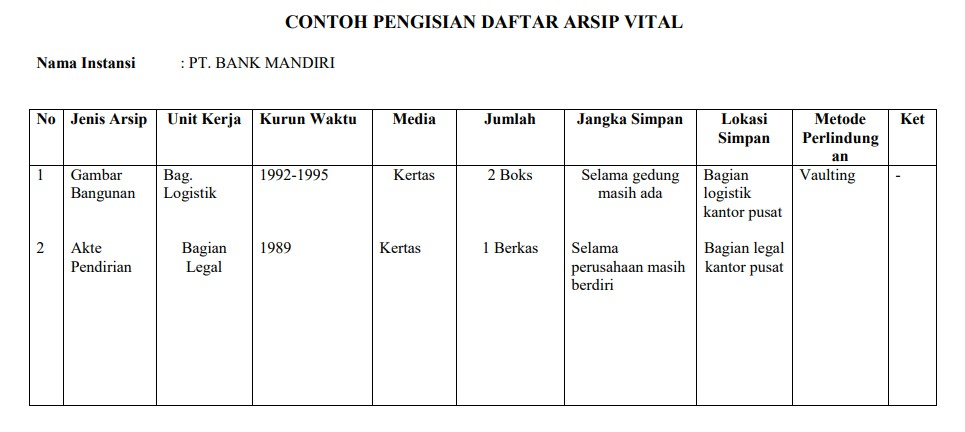 CONTOH PENGISIAN DAFTAR ARSIP VITAL
Nama Instansi : PT. BANK MANDIRI
No Jenis Arsip Unit Kerja Kurun Waktu Media Jumlah Jangka Simpan Lokasi Simpan Metode Perlindung an Ket
1 Gambar Bangunan Bag. Logistik 1992-1995 Kertas 2 Boks Selama gedung masih ada Bagian logistik kantor pusat Vaulting -
2 Akte Pendirian Bagian Legal 1989 Kertas 1 Berkas Selama perusahaan masih berdiri Bagian legal kantor pusat